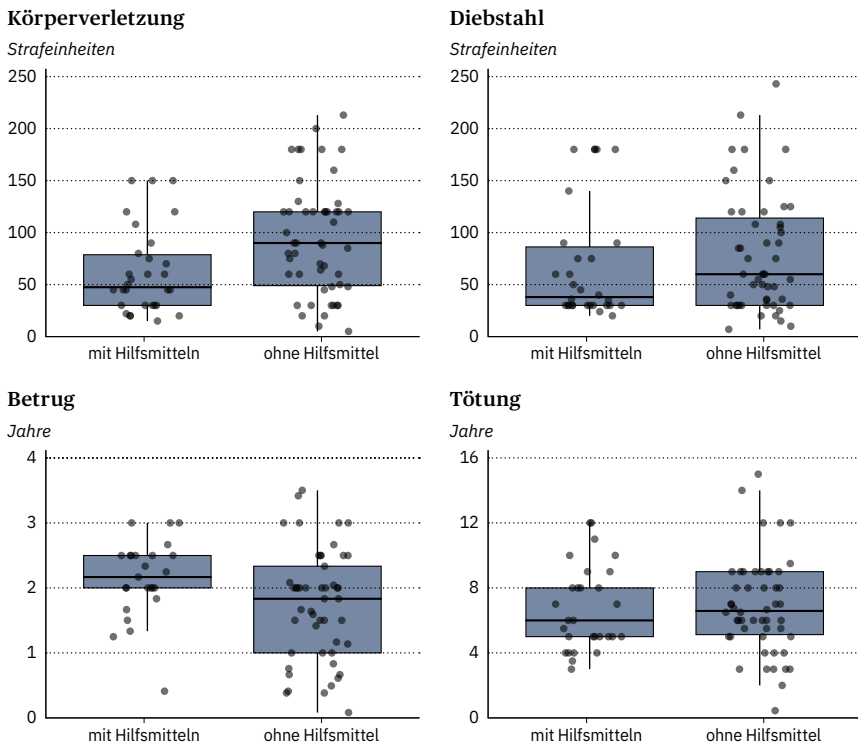 Körperverletzung
Strafeinheiten
250
200
150
100
50
0
mit Hilfsmitteln
ohne Hilfsmittel
Diebstahl
Strafeinheiten
250
200
150
100
50
0
mit Hilfsmitteln
ohne Hilfsmittel
Betrug
Jahre
4
3
2
1
0
mit Hilfsmitteln
ohne Hilfsmittel
Tötung
Jahre
16
12
8
4
0
mit Hilfsmitteln
ohne Hilfsmittel